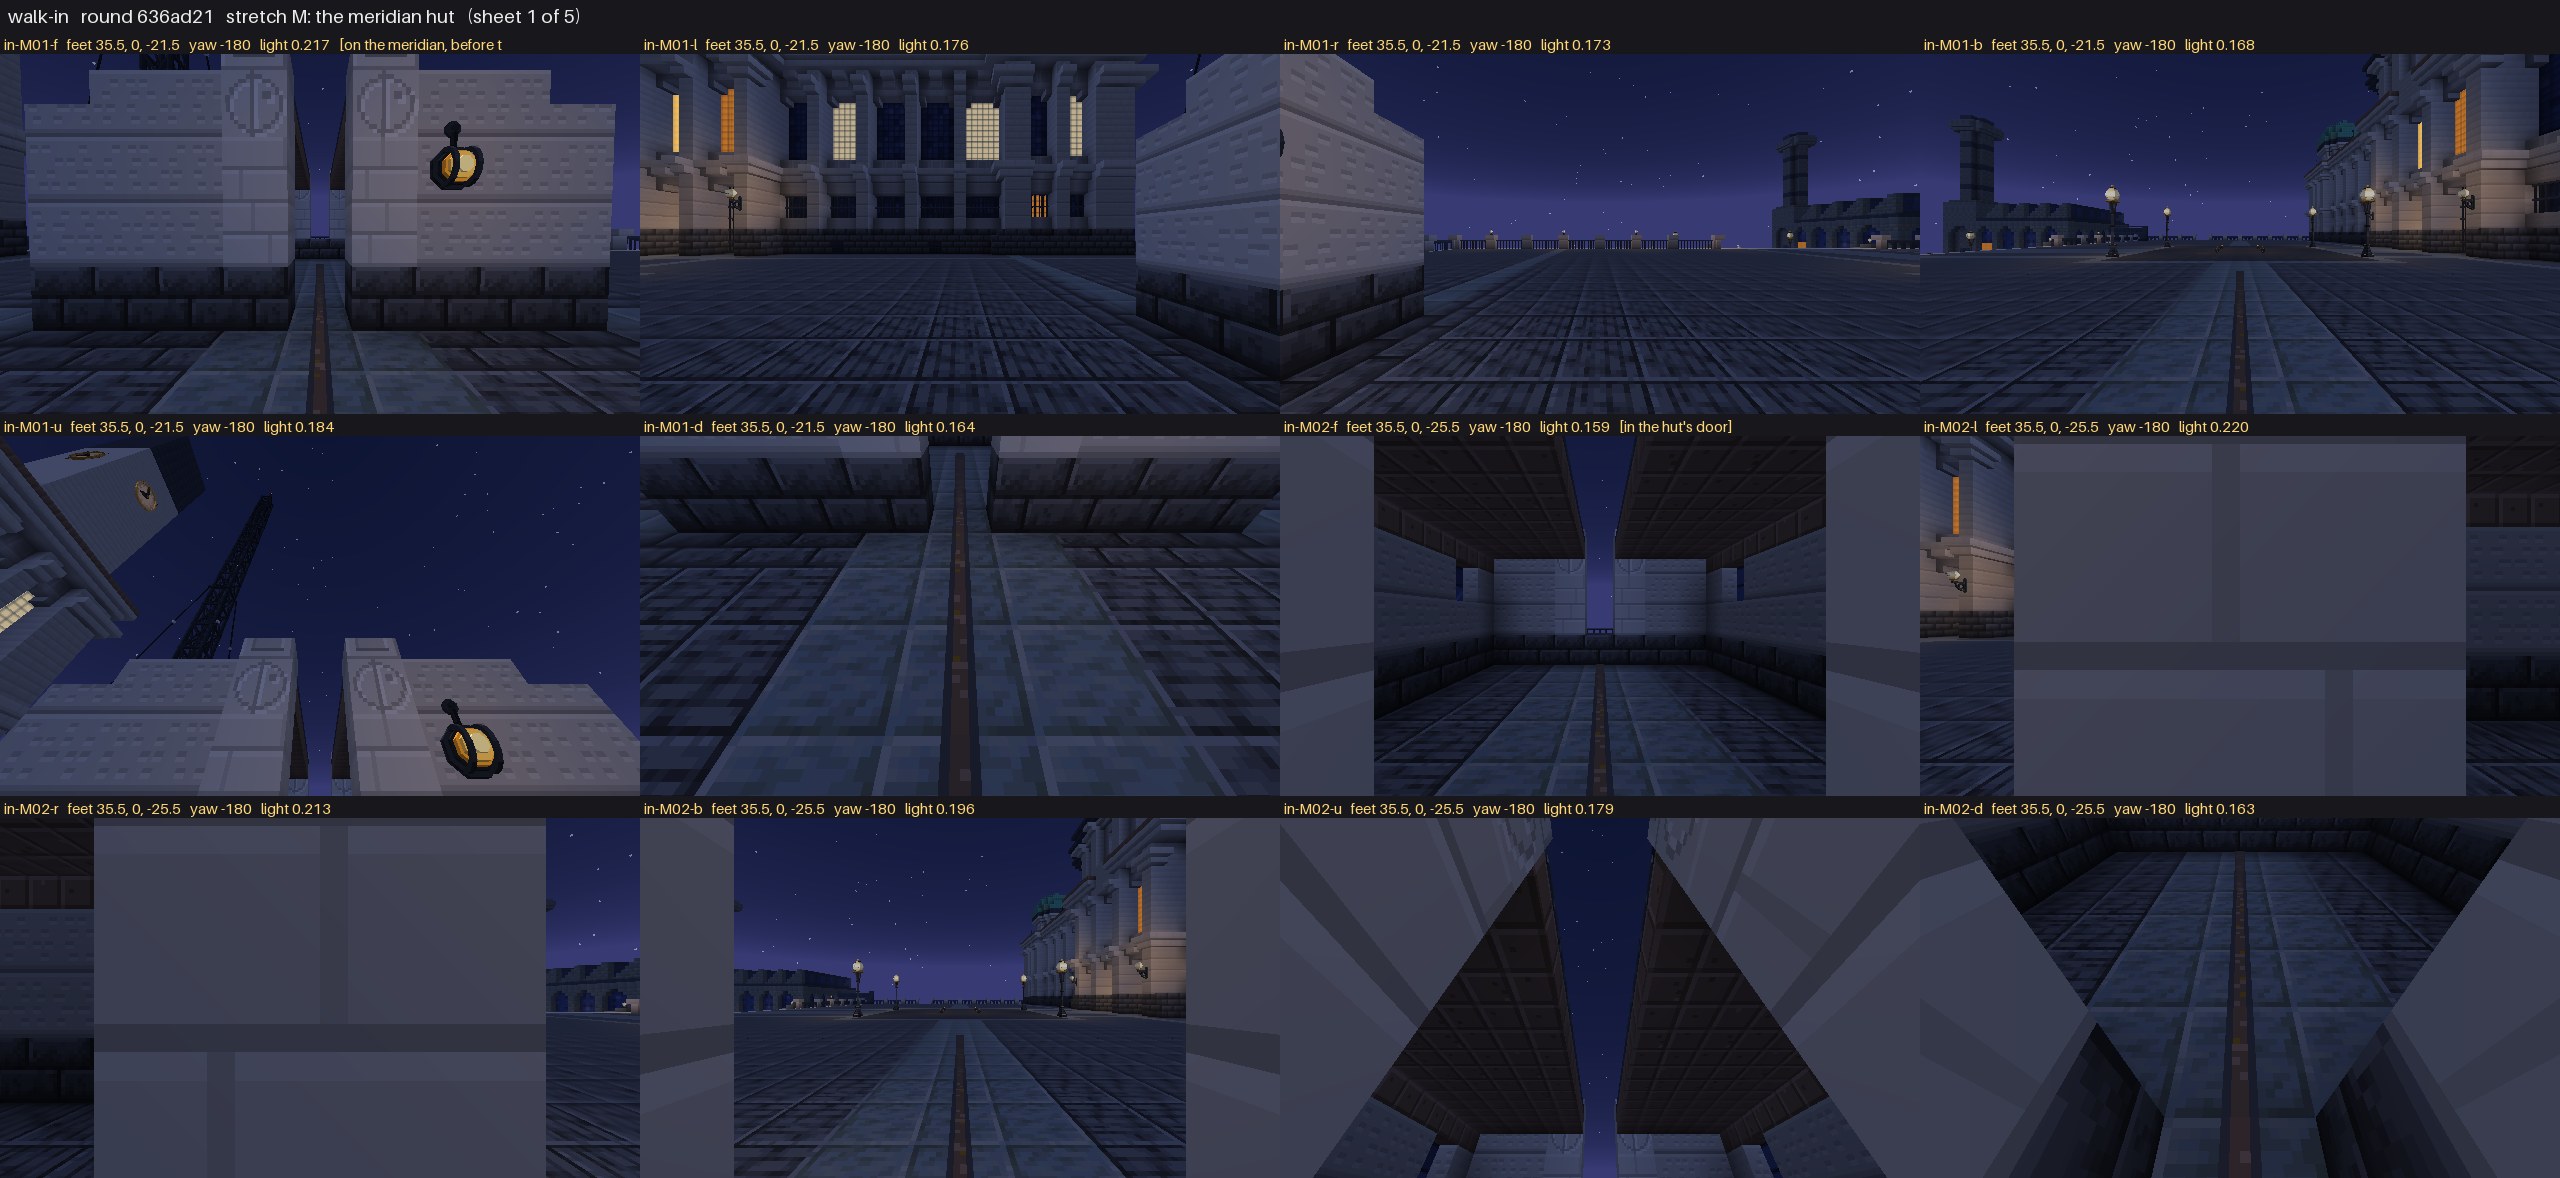 walk-in round 636ad21 stretch M: the meridian hut (sheet 1 of 5)
in-M01-f feet 35.5, 0, -21.5 yaw -180 light 0.217 [on the meridian, before t
in-M01-l feet 35.5, 0, -21.5 yaw -180 light 0.176
in-M01-r feet 35.5, 0, -21.5 yaw -180 light 0.173
in-M01-b feet 35.5, 0, -21.5 yaw -180 light 0.168
in-M01-u feet 35.5, 0, -21.5 yaw -180 light 0.184
in-M01-d feet 35.5, 0, -21.5 yaw -180 light 0.164
in-M02-f feet 35.5, 0, -25.5 yaw -180 light 0.159 [in the hut's door]
in-M02-l feet 35.5, 0, -25.5 yaw -180 light 0.220
in-M02-r feet 35.5, 0, -25.5 yaw -180 light 0.213
in-M02-b feet 35.5, 0, -25.5 yaw -180 light 0.196
in-M02-u feet 35.5, 0, -25.5 yaw -180 light 0.179
in-M02-d feet 35.5, 0, -25.5 yaw -180 light 0.163